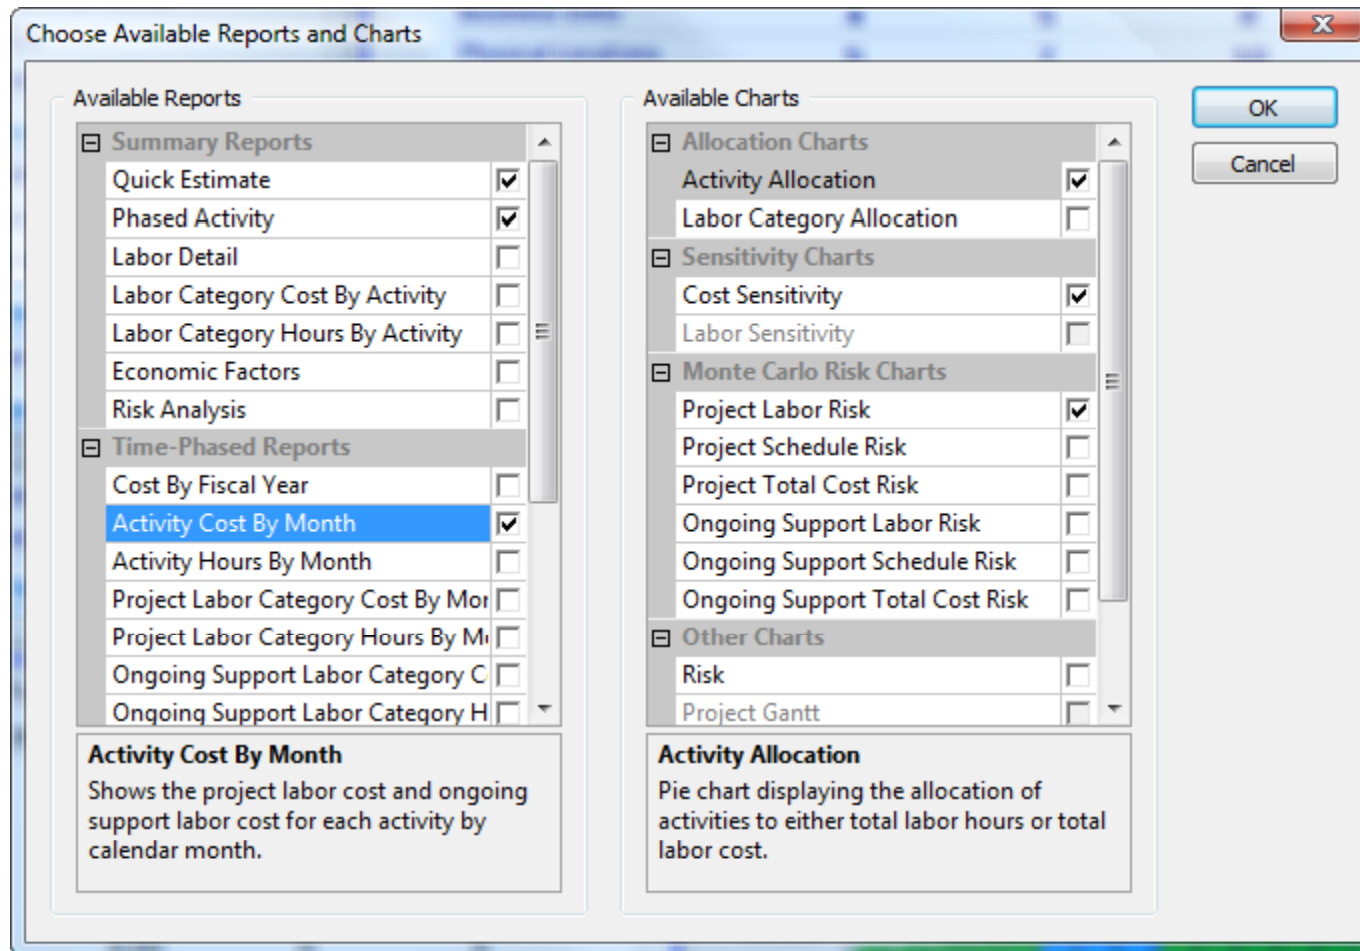 Choose Available Reports and Charts
Available Reports
Summary Reports
Quick Estimate
Phased Activity
Labor Detail
Labor Category Cost By Activity
Labor Category Hours By Activity
Economic Factors
Risk Analysis
Time-Phased Reports
Cost By Fiscal Year
Activity Cost By Month
Activity Hours By Month
Project Labor Category Cost By Mor
Project Labor Category Hours By M
Ongoing Support Labor Category C
Ongoing Support Labor Category H
Activity Cost By Month
Shows the project labor cost and ongoing
support labor cost for each activity by
calendar month.
Available Charts
Allocation Charts
Activity Allocation
Labor Category Allocation
Sensitivity Charts
Cost Sensitivity
Labor Sensitivity
Monte Carlo Risk Charts
Project Labor Risk
Project Schedule Risk
Project Total Cost Risk
Ongoing Support Labor Risk
Ongoing Support Schedule Risk
Ongoing Support Total Cost Risk
Other Charts
Risk
Project Gantt
Activity Allocation
Pie chart displaying the allocation of
activities to either total labor hours or total
labor cost.
OK
Cancel